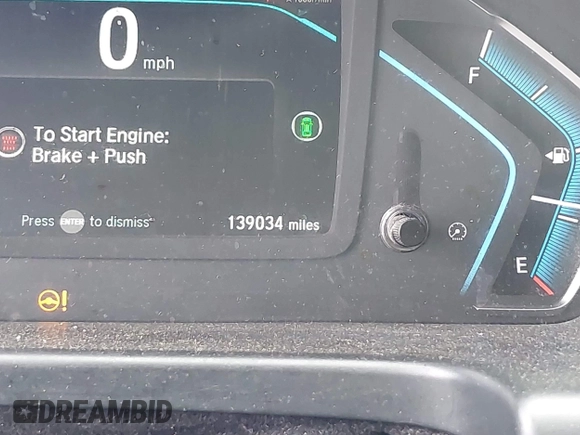 0 mph
F
To Start Engine:
Brake + Push
Press ENTER to dismiss
139034 miles
E
DREAMBID